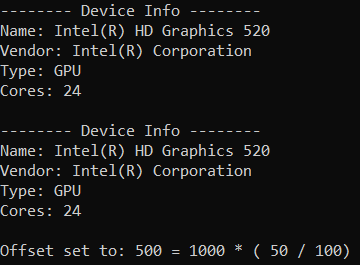 -------- Device Info --------
Name: Intel(R) HD Graphics 520
Vendor: Intel(R) Corporation
Type: GPU
Cores: 24
-------- Device Info --------
Name: Intel(R) HD Graphics 520
Vendor: Intel(R) Corporation
Type: GPU
Cores: 24
Offset set to: 500 = 1000 * ( 50 / 100)